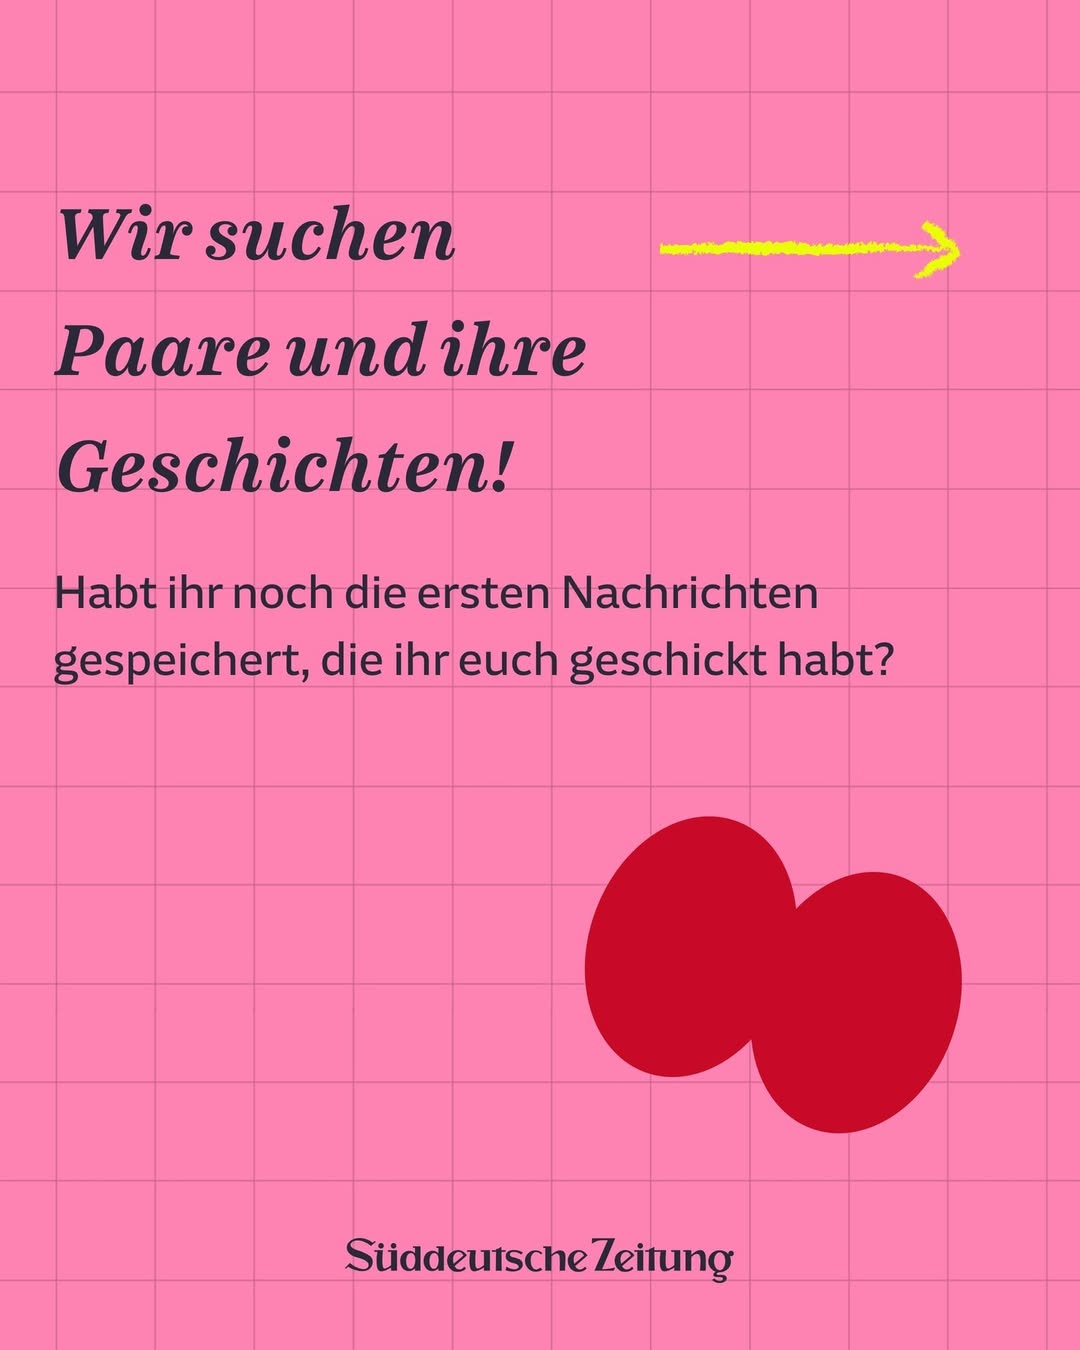 Wir suchen
Paare und ihre
Geschichten!
Habt ihr noch die ersten Nachrichten
gespeichert, die ihr euch geschickt habt?
Süddeutsche Zeitung